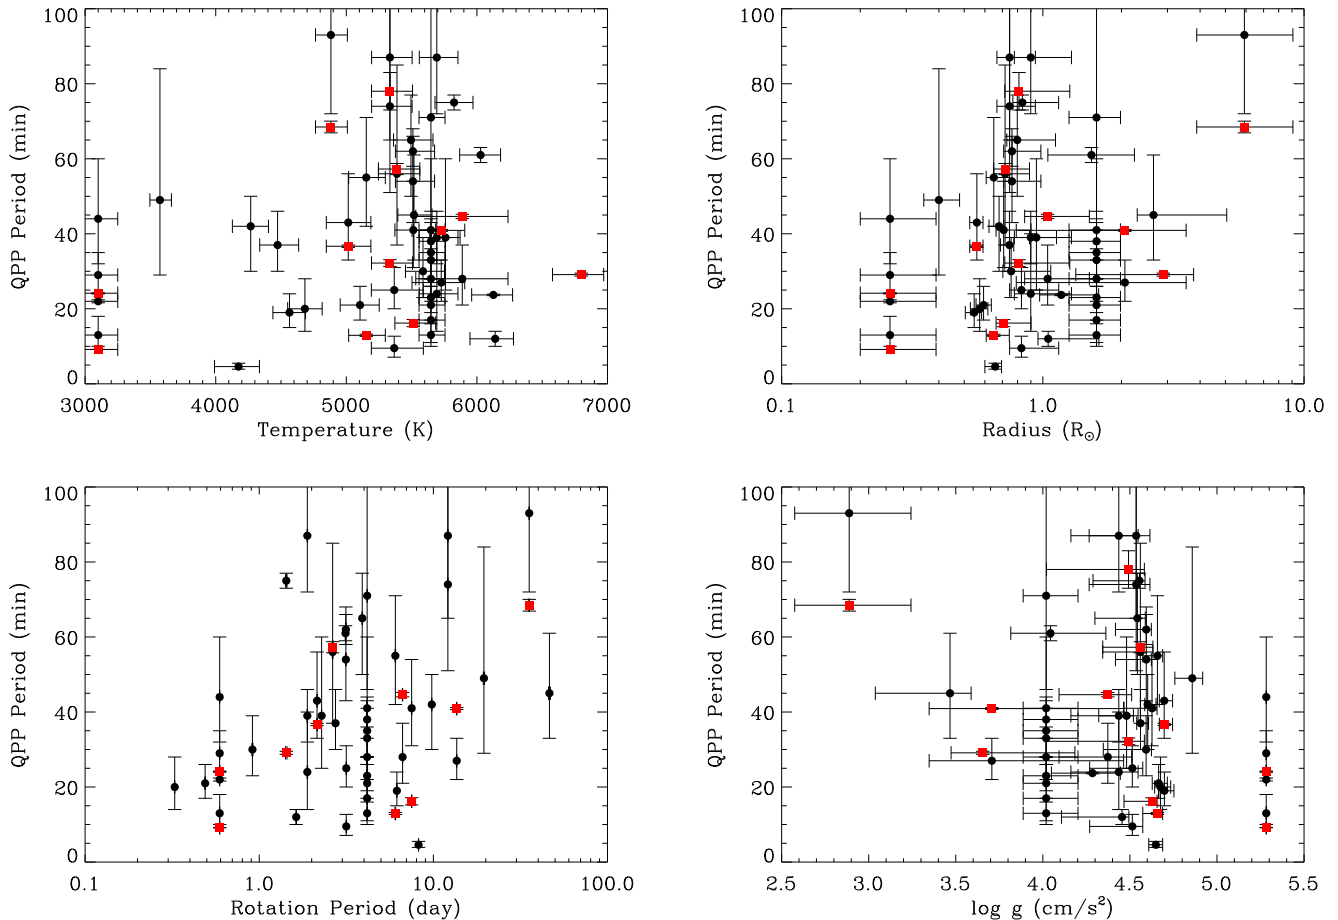 100
80
60
40
20
0
QPP Period (min)
3000 4000 5000 6000 7000
Temperature (K)
100
80
60
40
20
0
QPP Period (min)
0.1 1.0 10.0
Radius (R⊙)
100
80
60
40
20
0
QPP Period (min)
0.1 1.0 10.0 100.0
Rotation Period (day)
100
80
60
40
20
0
QPP Period (min)
2.5 3.0 3.5 4.0 4.5 5.0 5.5
log g (cm/s²)